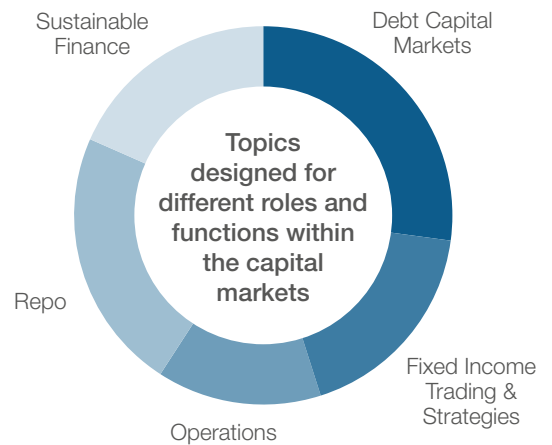 Sustainable
Finance
Debt Capital
Markets
Topics
designed for
different roles and
functions within
the capital
markets
Repo
Fixed Income
Trading &
Strategies
Operations